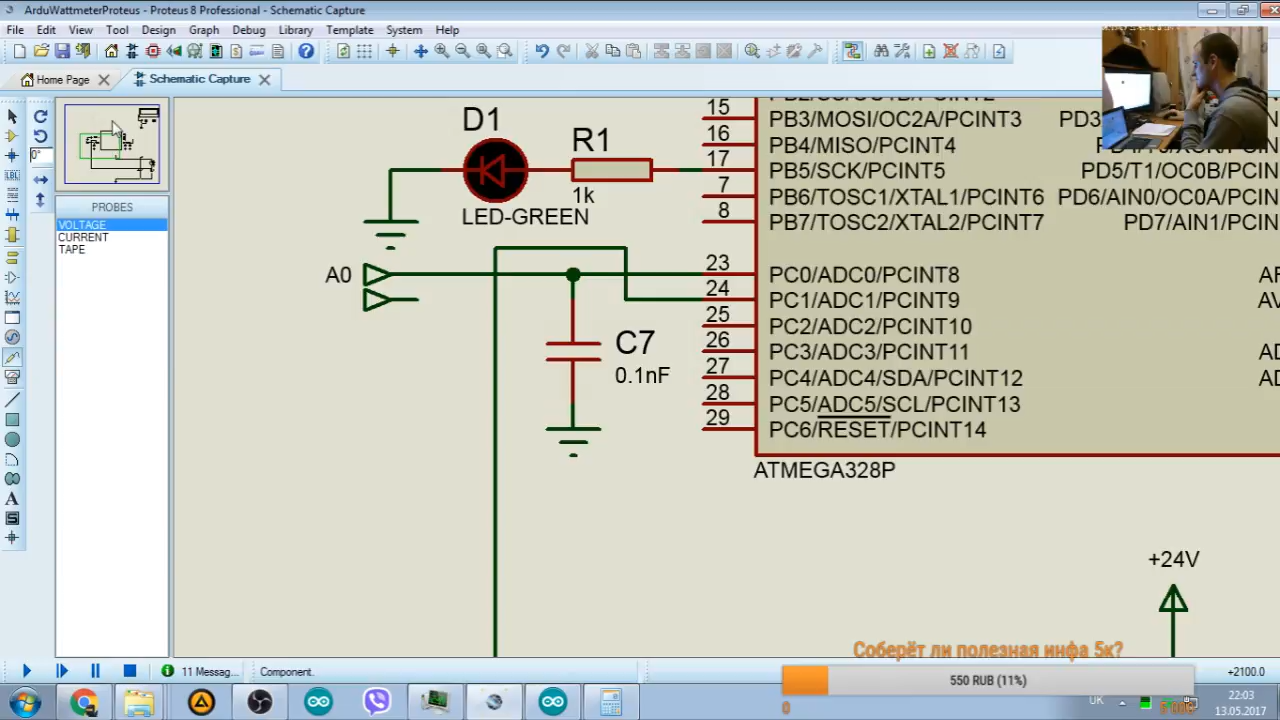 ArduWattmeterProteus - Proteus 8 Professional - Schematic Capture
File Edit View Tool Design Graph Debug Library Template System Help
Home Page Schematic Capture
0°
PROBES
VOLTAGE
CURRENT
TAPE
D1
R1
1k
LED-GREEN
A0
C7
0.1nF
15
16
17
7
8
23
24
25
26
27
28
29
PB3/MOSI/OC2A/PCINT3
PB4/MISO/PCINT4
PB5/SCK/PCINT5
PB6/TOSC1/XTAL1/PCINT6
PB7/TOSC2/XTAL2/PCINT7
PC0/ADC0/PCINT8
PC1/ADC1/PCINT9
PC2/ADC2/PCINT10
PC3/ADC3/PCINT11
PC4/ADC4/SDA/PCINT12
PC5/ADC5/SCL/PCINT13
PC6/RESET/PCINT14
PD5/T1/OC0B/PCIN
PD6/AIN0/OC0A/PCIN
PD7/AIN1/PCIN
ATMEGA328P
+24V
Соберёт ли полезная инфа 5к?
550 RUB (11%)
0
11 Messag...
Component.
+2100.0
UK
22:03
13.05.2017